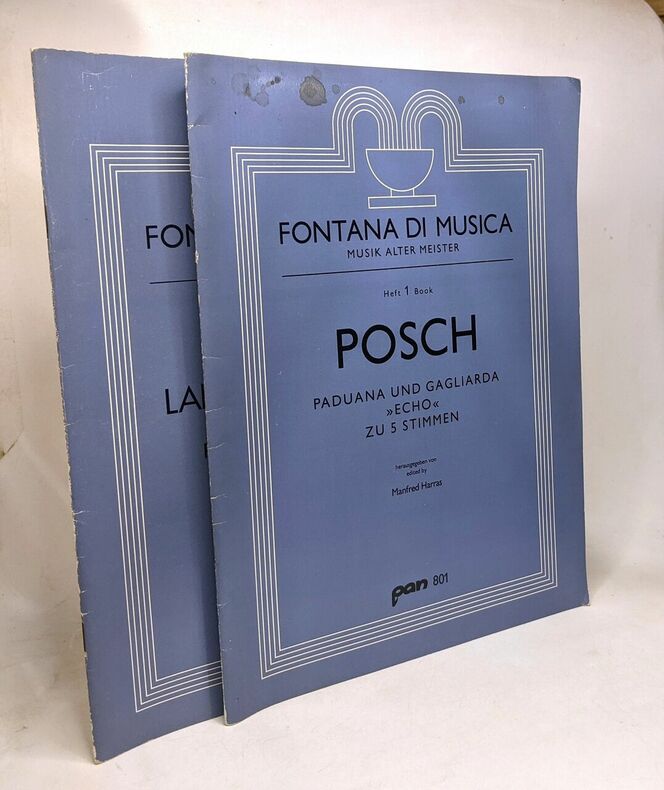 FONTANA DI MUSICA
MUSIK ALTER MEISTER
Heft 1 Book
POSCH
PADUANA UND GAGLIARDA
»ECHO«
ZU 5 STIMMEN
herausgegeben von
edited by
Manfred Harras
pan 801
FON
LA